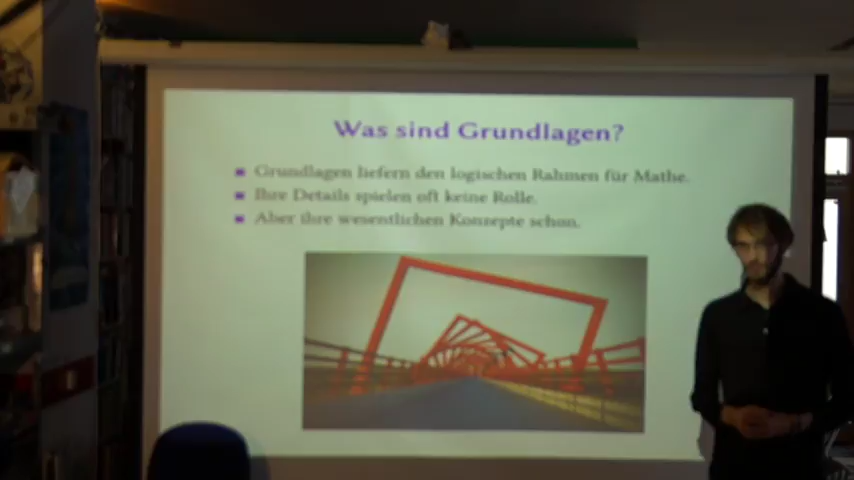 Was sind Grundlagen?
Grundlagen liefern den logischen Rahmen für Mathe.
Ihre Details spielen oft keine Rolle.
Aber ihre wesentlichen Konzepte schon.